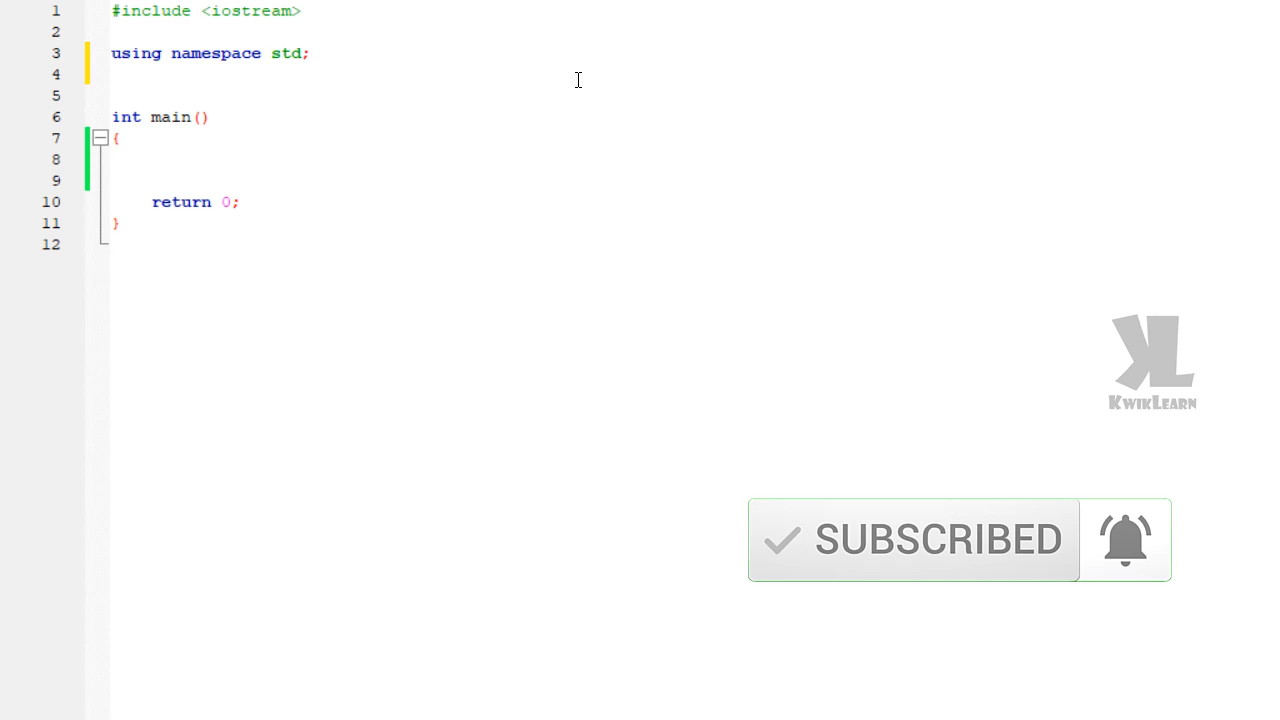 1 #include <iostream>
2
3 using namespace std;
4
5
6 int main()
7 {
8
9
10 return 0;
11 }
12
KL
KWIKLEARN
SUBSCRIBED